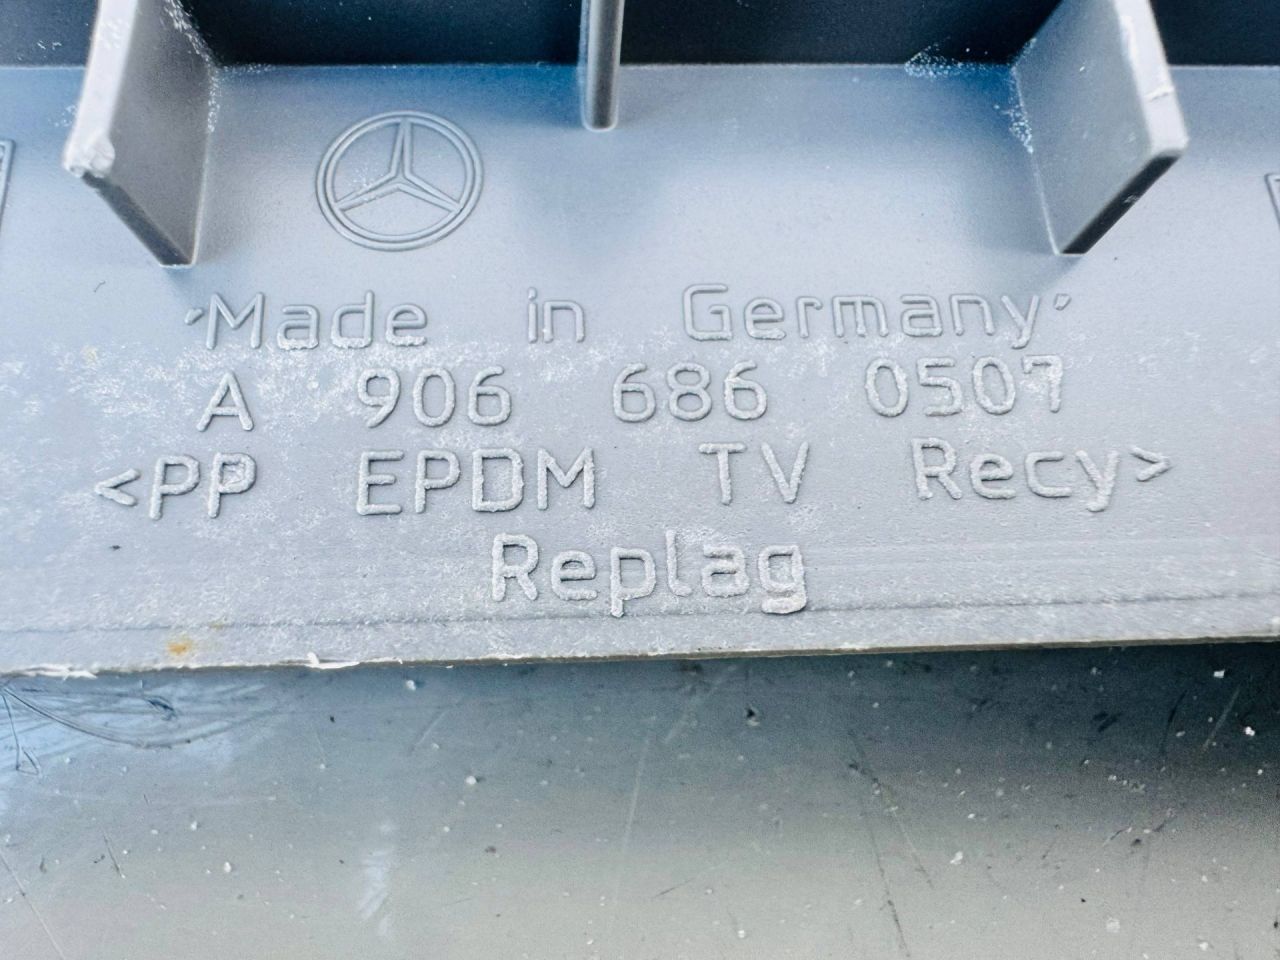 'Made in Germany'
A 906 686 0507
<PP EPDM TV Recy>
Replag